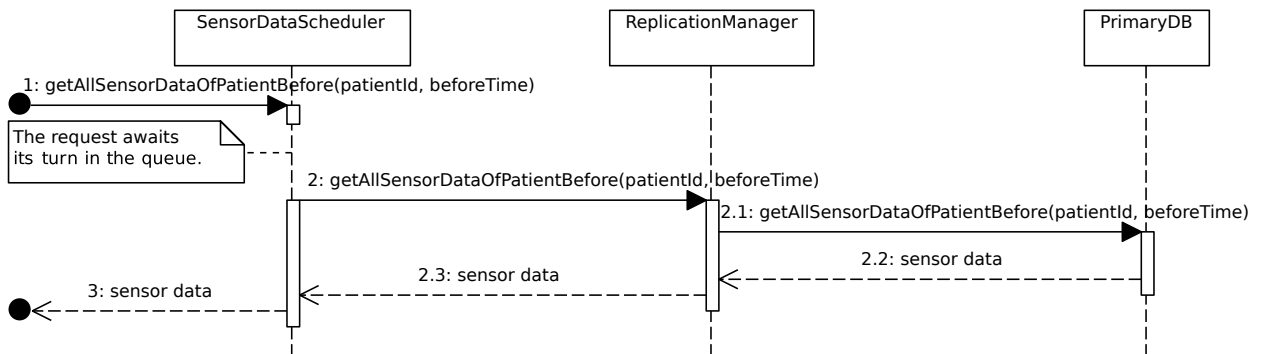 SensorDataScheduler
ReplicationManager
PrimaryDB
1: getAllSensorDataOfPatientBefore(patientId, beforeTime)
The request awaits
its turn in the queue.
2: getAllSensorDataOfPatientBefore(patientId, beforeTime)
2.1: getAllSensorDataOfPatientBefore(patientId, beforeTime)
2.2: sensor data
2.3: sensor data
3: sensor data